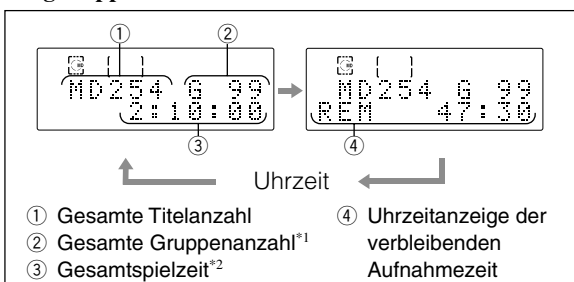 ① ②
MD254 G 99
2:10:00
③
MD254 G 99
REM 47:30
④
Uhrzeit
① Gesamte Titelanzahl
② Gesamte Gruppenanzahl*1
③ Gesamtspielzeit*2
④ Uhrzeitanzeige der
verbleibenden
Aufnahmezeit